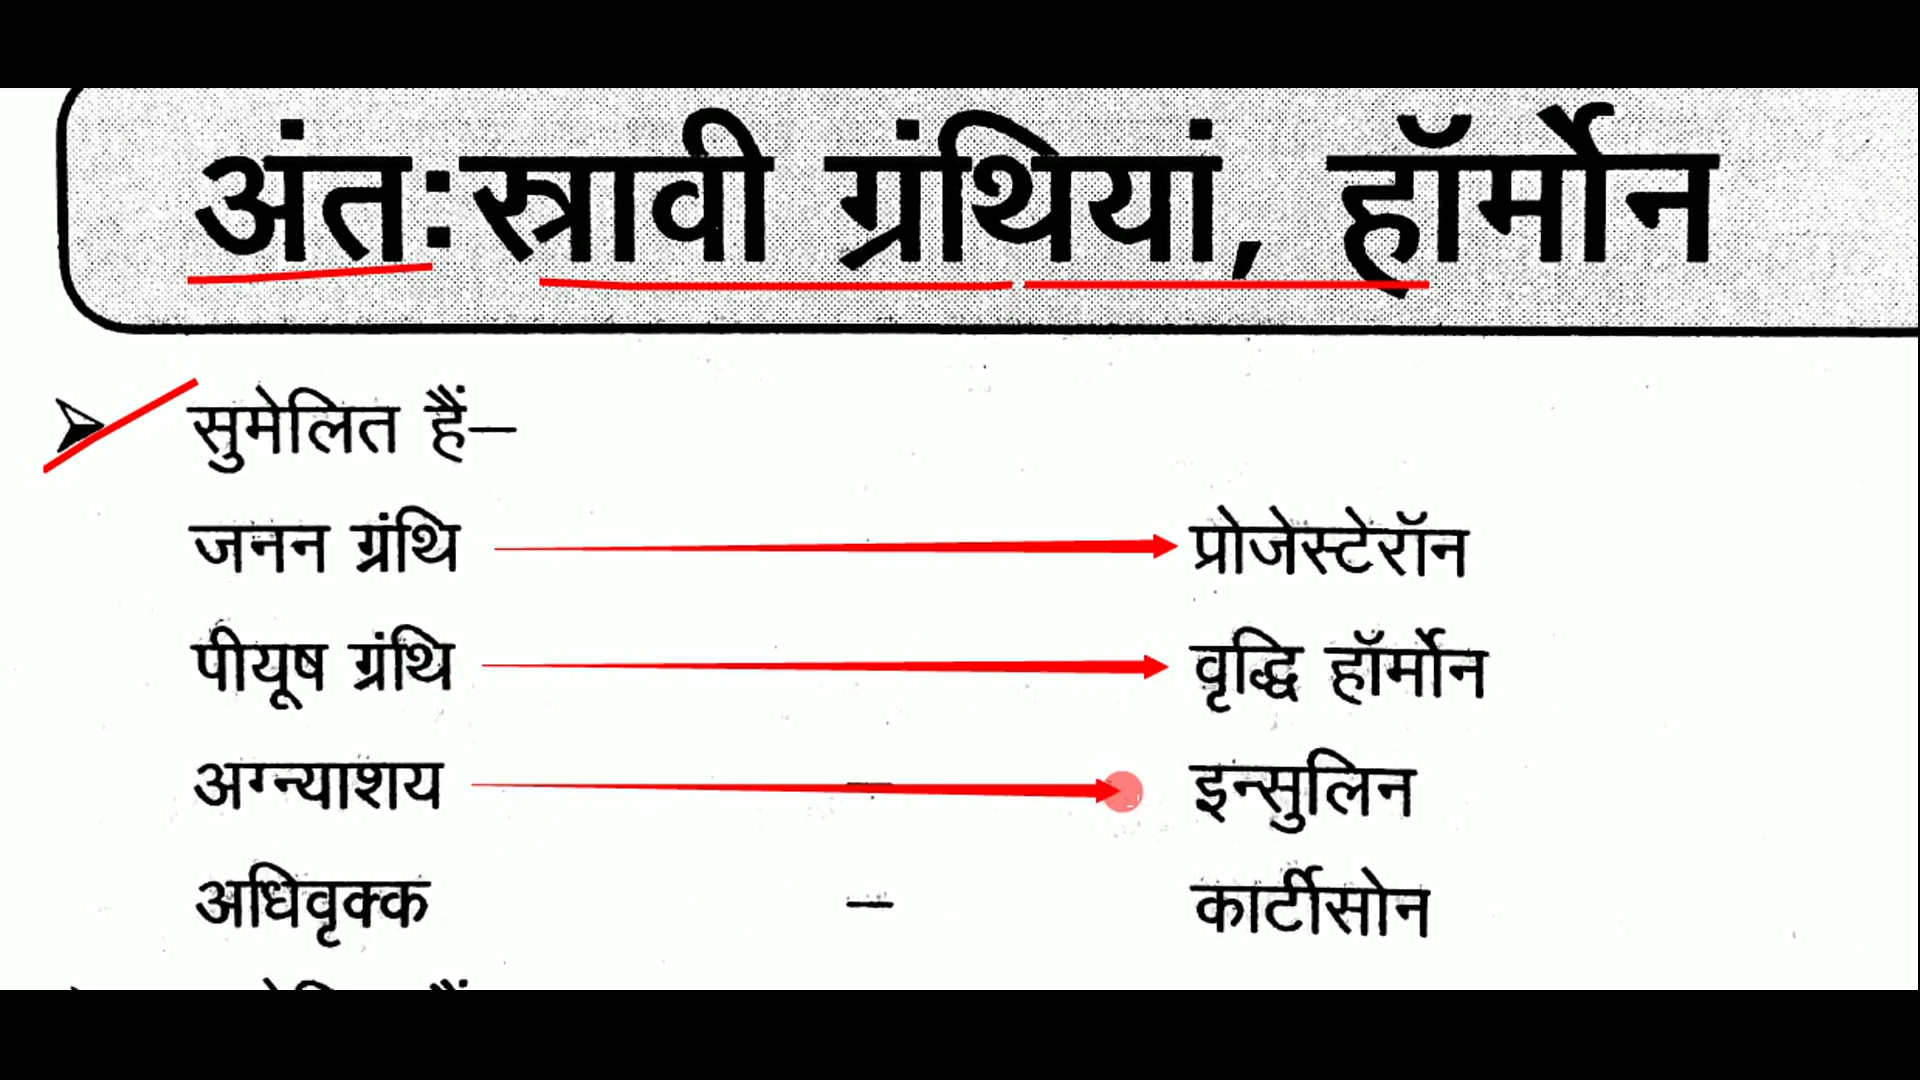 अंत:स्रावी ग्रंथियां, हॉर्मोन
सुमेलित हैं–
जनन ग्रंथि प्रोजेस्टेरॉन
पीयूष ग्रंथि वृद्धि हॉर्मोन
अग्न्याशय – इन्सुलिन
अधिवृक्क – कार्टीसोन